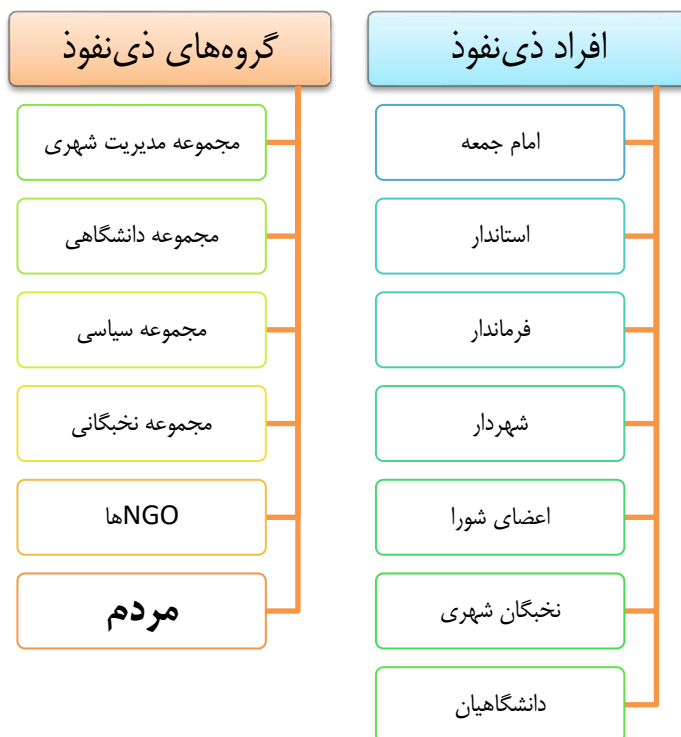 افراد ذی‌نفوذ
امام جمعه
استاندار
فرماندار
شهردار
اعضای شورا
نخبگان شهری
دانشگاهیان
گروه‌های ذی‌نفوذ
مجموعه مدیریت شهری
مجموعه دانشگاهی
مجموعه سیاسی
مجموعه نخبگانی
NGOها
مردم